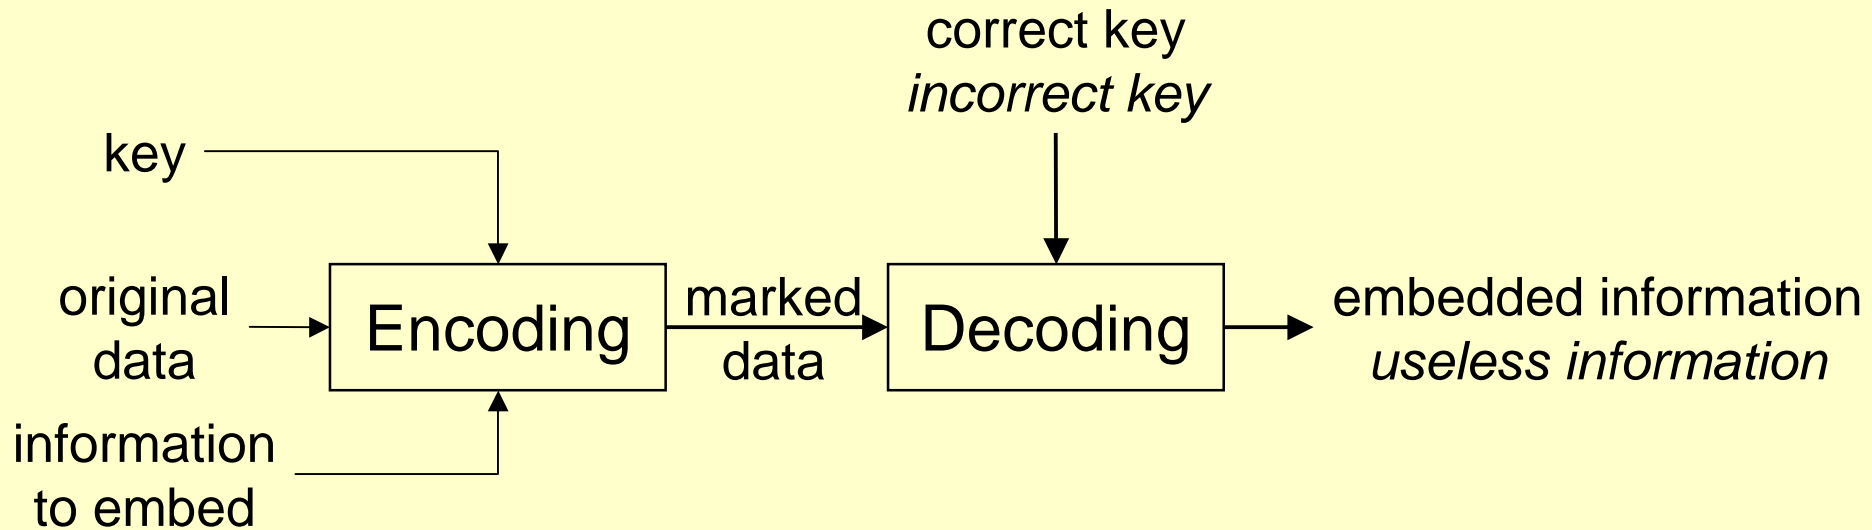 correct key
incorrect key
key
original
data
Encoding
marked
data
Decoding
embedded information
useless information
information
to embed